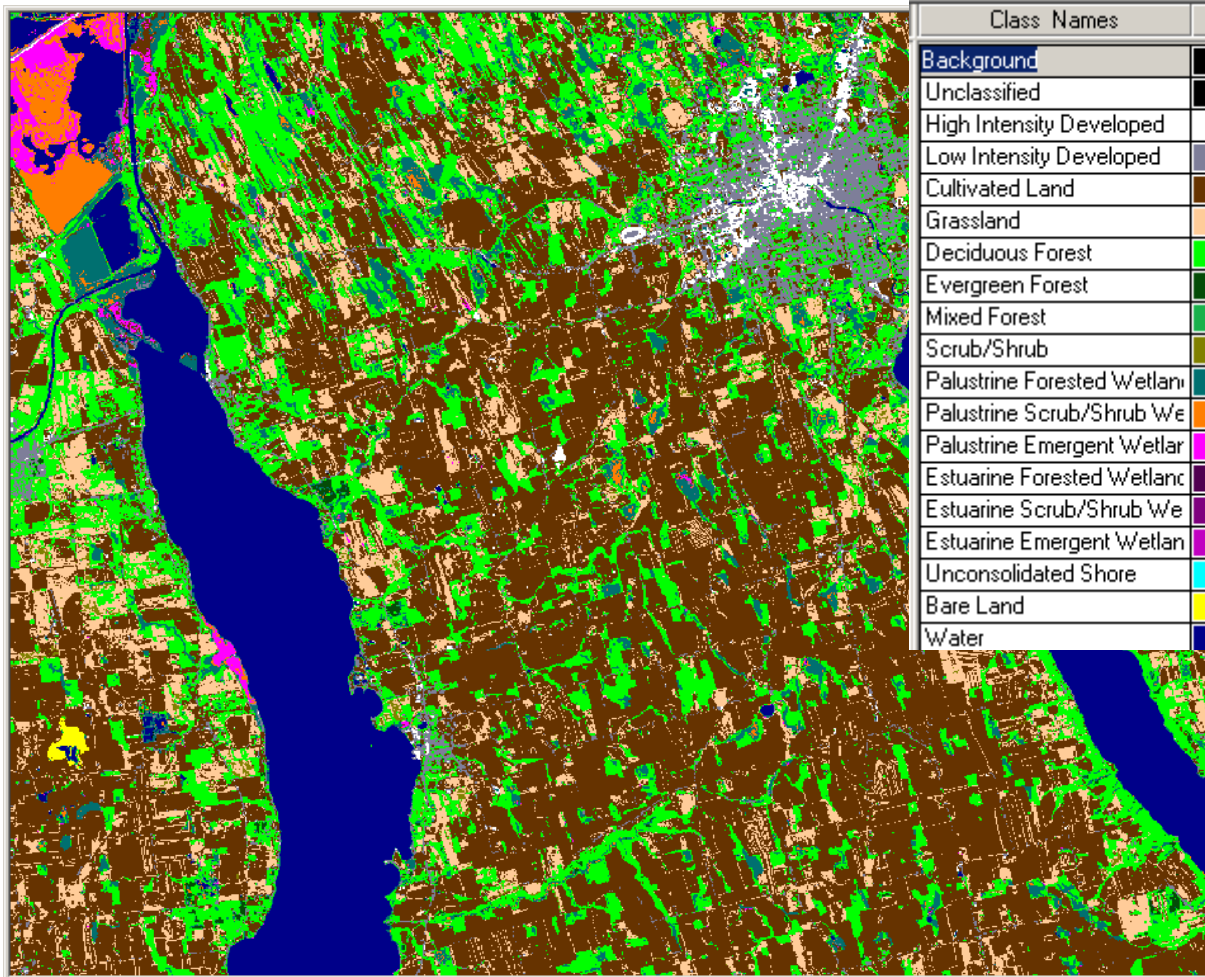 Class Names
Background
Unclassified
High Intensity Developed
Low Intensity Developed
Cultivated Land
Grassland
Deciduous Forest
Evergreen Forest
Mixed Forest
Scrub/Shrub
Palustrine Forested Wetlan
Palustrine Scrub/Shrub We
Palustrine Emergent Wetlar
Estuarine Forested Wetlanc
Estuarine Scrub/Shrub We
Estuarine Emergent Wetlan
Unconsolidated Shore
Bare Land
Water